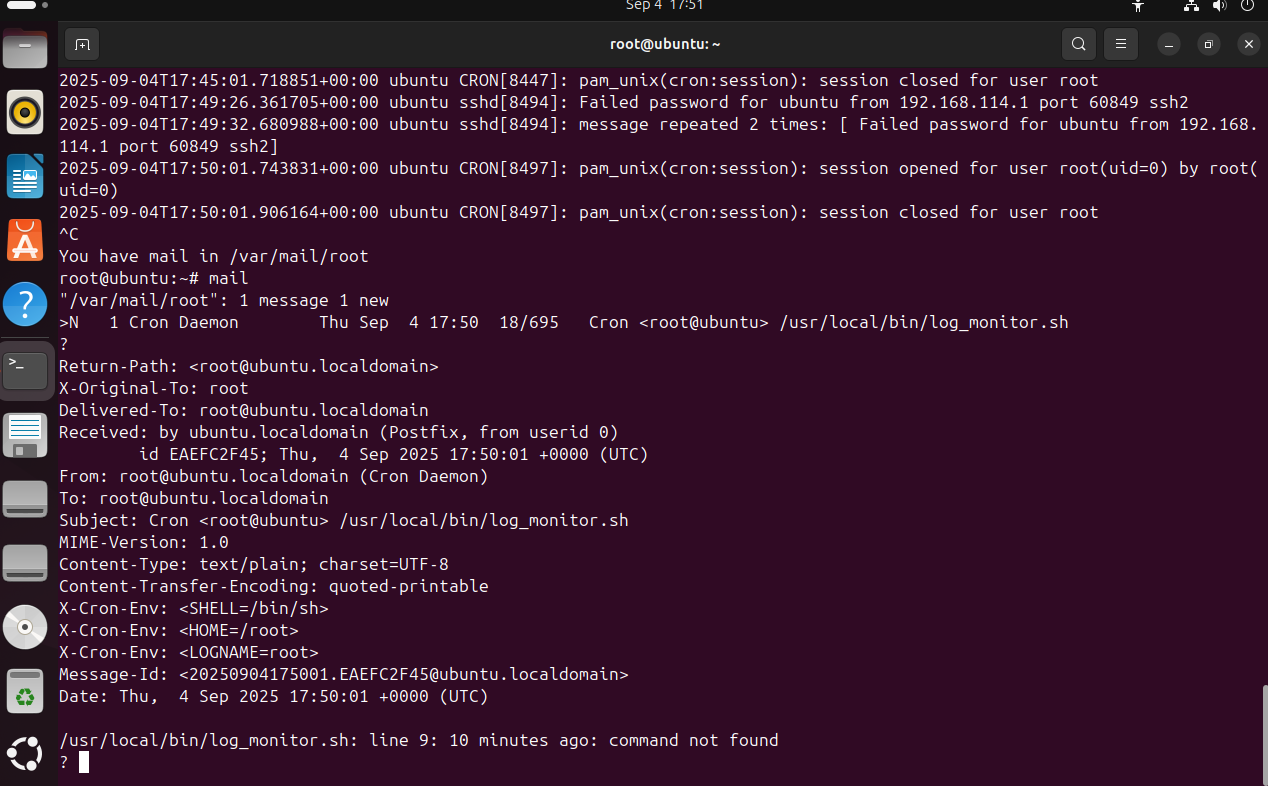 Sep 4 17:51
root@ubuntu: ~
2025-09-04T17:45:01.718851+00:00 ubuntu CRON[8447]: pam_unix(cron:session): session closed for user root
2025-09-04T17:49:26.361705+00:00 ubuntu sshd[8494]: Failed password for ubuntu from 192.168.114.1 port 60849 ssh2
2025-09-04T17:49:32.680988+00:00 ubuntu sshd[8494]: message repeated 2 times: [ Failed password for ubuntu from 192.168.
114.1 port 60849 ssh2]
2025-09-04T17:50:01.743831+00:00 ubuntu CRON[8497]: pam_unix(cron:session): session opened for user root(uid=0) by root(
uid=0)
2025-09-04T17:50:01.906164+00:00 ubuntu CRON[8497]: pam_unix(cron:session): session closed for user root
^C
You have mail in /var/mail/root
root@ubuntu:~# mail
"/var/mail/root": 1 message 1 new
>N   1 Cron Daemon        Thu Sep  4 17:50  18/695   Cron <root@ubuntu> /usr/local/bin/log_monitor.sh
?
Return-Path: <root@ubuntu.localdomain>
X-Original-To: root
Delivered-To: root@ubuntu.localdomain
Received: by ubuntu.localdomain (Postfix, from userid 0)
        id EAEFC2F45; Thu,  4 Sep 2025 17:50:01 +0000 (UTC)
From: root@ubuntu.localdomain (Cron Daemon)
To: root@ubuntu.localdomain
Subject: Cron <root@ubuntu> /usr/local/bin/log_monitor.sh
MIME-Version: 1.0
Content-Type: text/plain; charset=UTF-8
Content-Transfer-Encoding: quoted-printable
X-Cron-Env: <SHELL=/bin/sh>
X-Cron-Env: <HOME=/root>
X-Cron-Env: <LOGNAME=root>
Message-Id: <20250904175001.EAEFC2F45@ubuntu.localdomain>
Date: Thu,  4 Sep 2025 17:50:01 +0000 (UTC)

/usr/local/bin/log_monitor.sh: line 9: 10 minutes ago: command not found
?